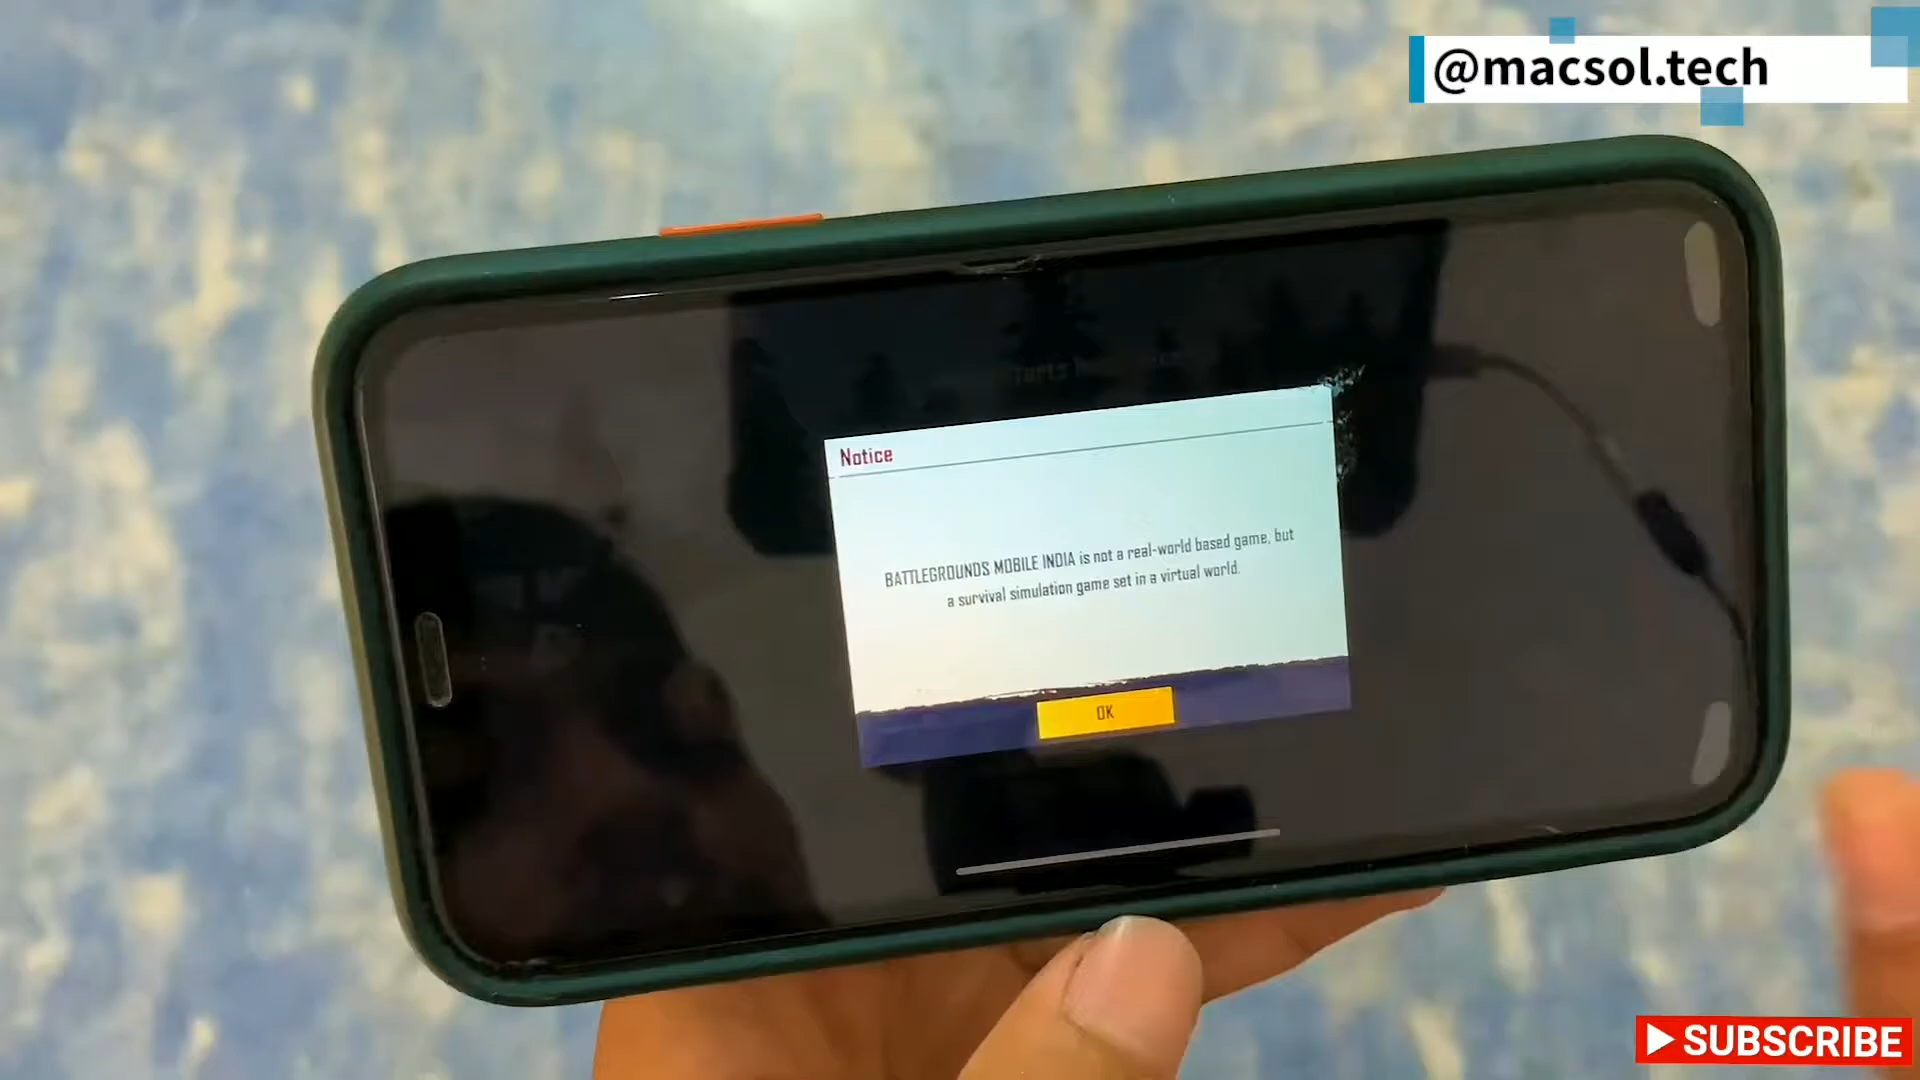 @macsol.tech
Notice
BATTLEGROUNDS MOBILE INDIA is not a real-world based game, but
a survival simulation game set in a virtual world.
OK
SUBSCRIBE